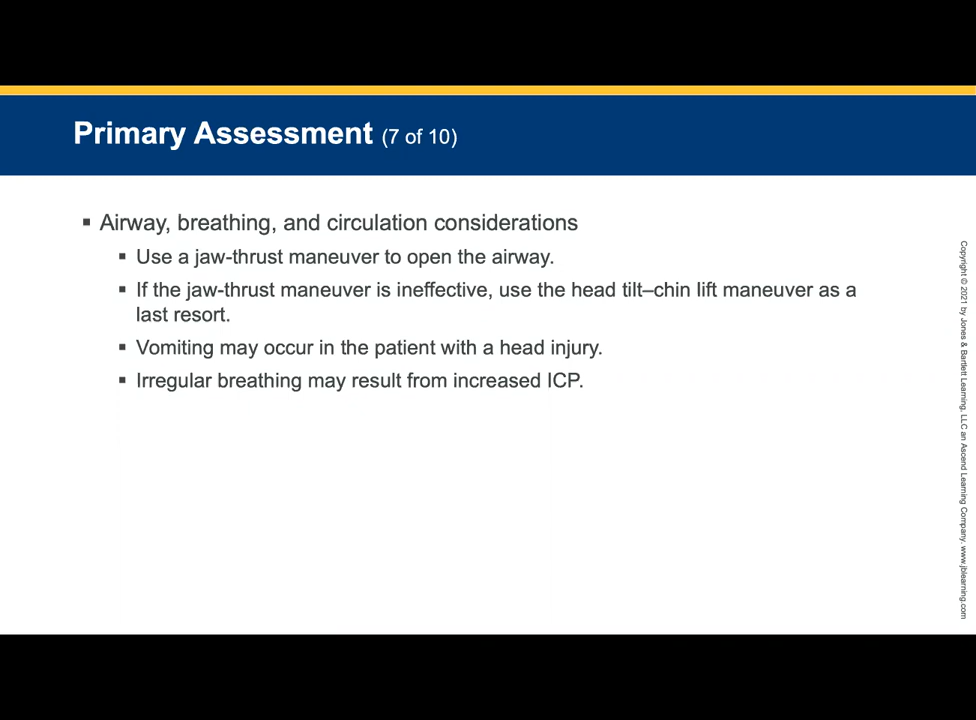 Primary Assessment (7 of 10)
▪ Airway, breathing, and circulation considerations
▪ Use a jaw-thrust maneuver to open the airway.
▪ If the jaw-thrust maneuver is ineffective, use the head tilt–chin lift maneuver as a
last resort.
▪ Vomiting may occur in the patient with a head injury.
▪ Irregular breathing may result from increased ICP.
Copyright © 2021 by Jones & Bartlett Learning, LLC an Ascend Learning Company. www.jblearning.com